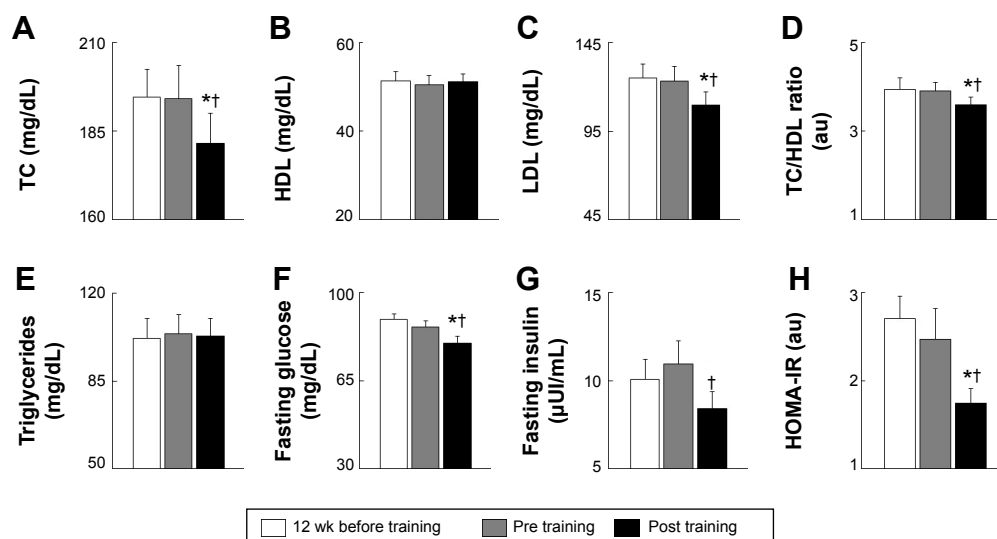 A
TC (mg/dL)
210
185
160
*†
B
HDL (mg/dL)
60
40
20
C
LDL (mg/dL)
145
95
45
*†
D
TC/HDL ratio
(au)
5
3
1
*†
E
Triglycerides
(mg/dL)
120
85
50
F
Fasting glucose
(mg/dL)
100
65
30
*†
G
Fasting insulin
(µUI/mL)
15
10
5
†
H
HOMA-IR (au)
3
2
1
*†
12 wk before training Pre training Post training